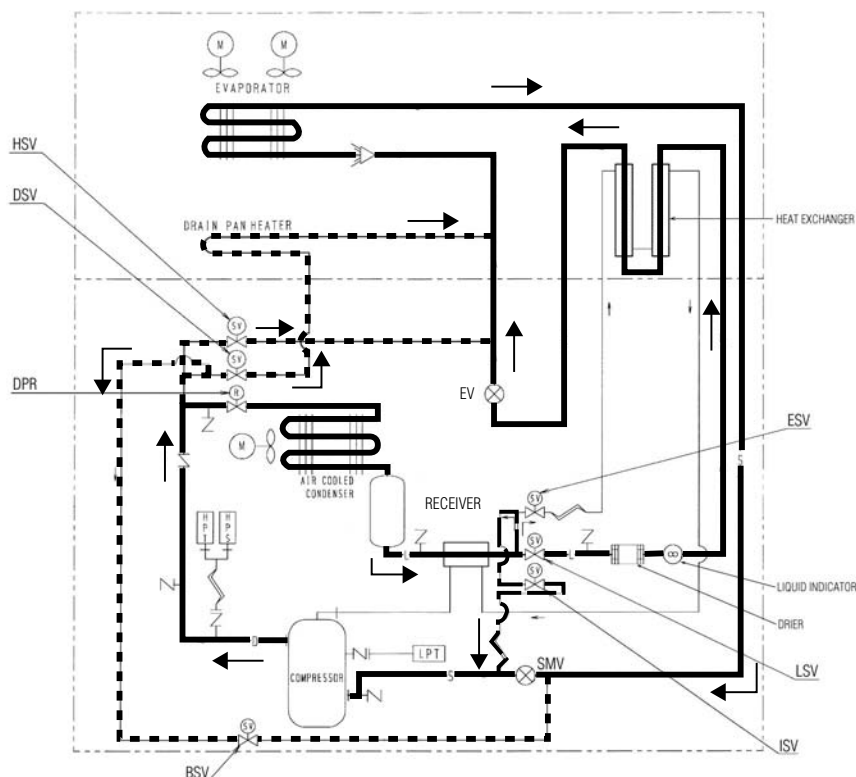 M
M
EVAPORATOR
HSV
DSV
DRAIN PAN HEATER
HEAT EXCHANGER
SV
SV
DPR
R
EV
ESV
M
AIR COOLED
CONDENSER
RECEIVER
S
SV
HPT
HPS
L
SV
L
SV
LIQUID INDICATOR
DRIER
D
COMPRESSOR
LPT
S
SMV
LSV
SV
ISV
BSV